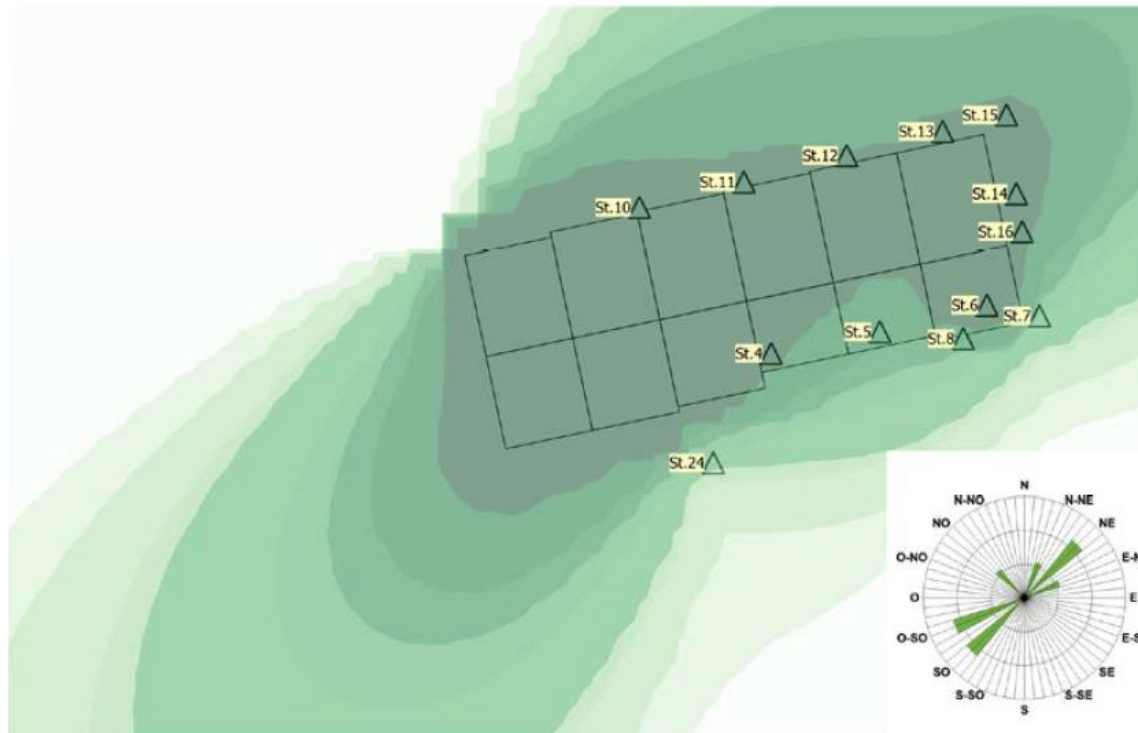 St.15
St.13
St.12
St.11
St.14
St.10
St.16
St.6
St.7
St.5
St.8
St.4
St.24
N
N-NO
N-NE
NO
NE
O-NO
E-N
O
E
O-SO
E-S
SO
SE
S-SO
S-SE
S